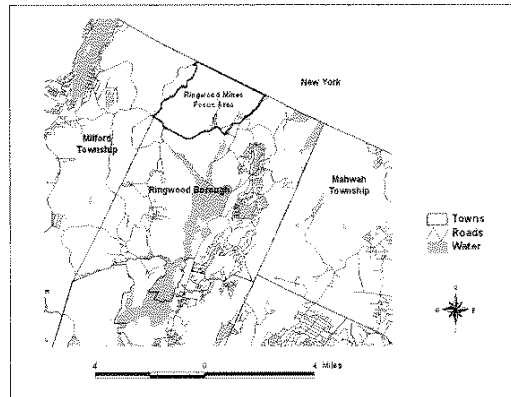 New York
Ringwood Mines
Focus Area
Milford
Township
Ringwood Borough
Mahwah
Township
Towns
Roads
Water
4
0
4 Miles